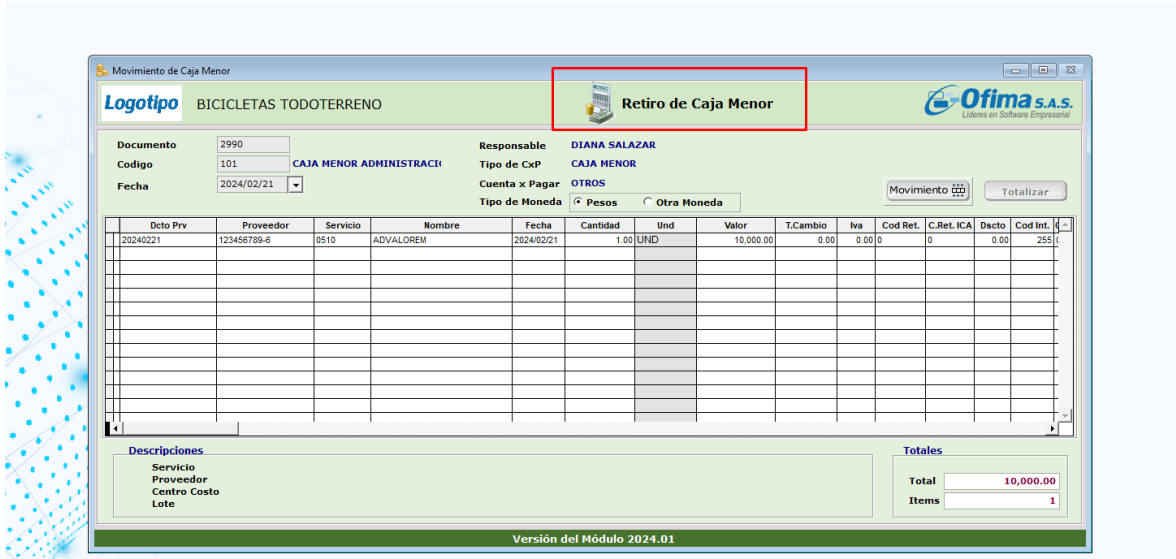 Movimiento de Caja Menor
Logotipo BICICLETAS TODOTERRENO Retiro de Caja Menor Ofima S.A.S.
Líderes en Software Empresarial
Documento 2990 Responsable DIANA SALAZAR
Codigo 101 CAJA MENOR ADMINISTRACI Tipo de CxP CAJA MENOR
Fecha 2024/02/21 Cuenta x Pagar OTROS
Movimiento Totalizar
Tipo de Moneda Pesos Otra Moneda
Dcto Prv Proveedor Servicio Nombre Fecha Cantidad Und Valor T.Cambio Iva Cod Ret. C.Ret. ICA Dscto Cod Int.
20240221 123456789-6 0510 ADVALOREM 2024/02/21 1.00 UND 10,000.00 0.00 0.00 0 0 0.00 255
Descripciones Totales
Servicio
Proveedor Total 10,000.00
Centro Costo
Lote Items 1
Versión del Módulo 2024.01